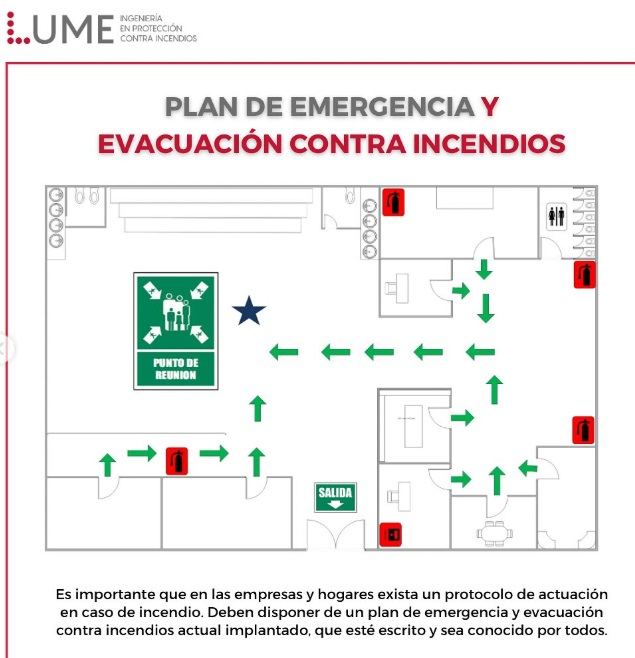 LUME
INGENIERÍA
EN PROTECCIÓN
CONTRA INCENDIOS
PLAN DE EMERGENCIA Y
EVACUACIÓN CONTRA INCENDIOS
PUNTO DE
REUNION
SALIDA
Es importante que en las empresas y hogares exista un protocolo de actuación
en caso de incendio. Deben disponer de un plan de emergencia y evacuación
contra incendios actual implantado, que esté escrito y sea conocido por todos.